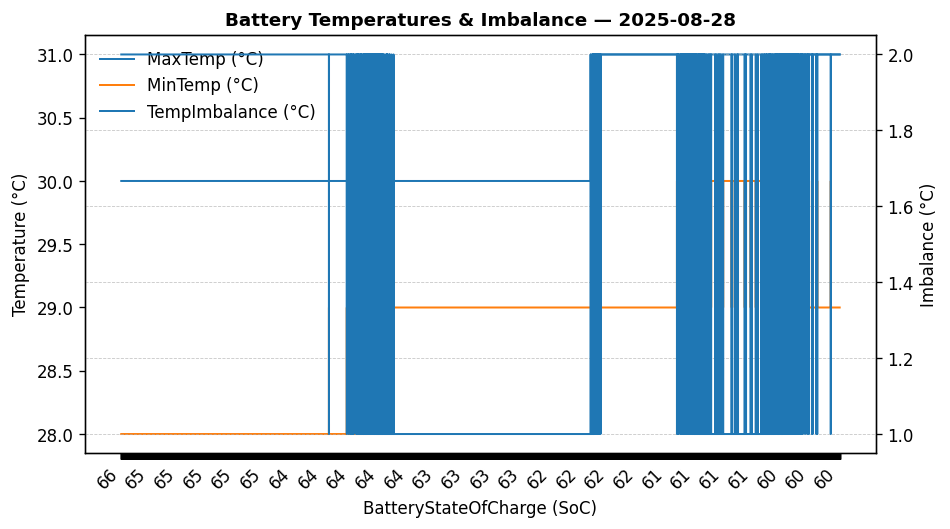 Battery Temperatures & Imbalance — 2025-08-28
MaxTemp (°C)
MinTemp (°C)
TempImbalance (°C)
Temperature (°C)
31.0
30.5
30.0
29.5
29.0
28.5
28.0
Imbalance (°C)
2.0
1.8
1.6
1.4
1.2
1.0
66 65 65 65 65 64 64 64 64 64 63 63 63 63 62 62 62 62 61 61 61 61 60 60 60
BatteryStateOfCharge (SoC)